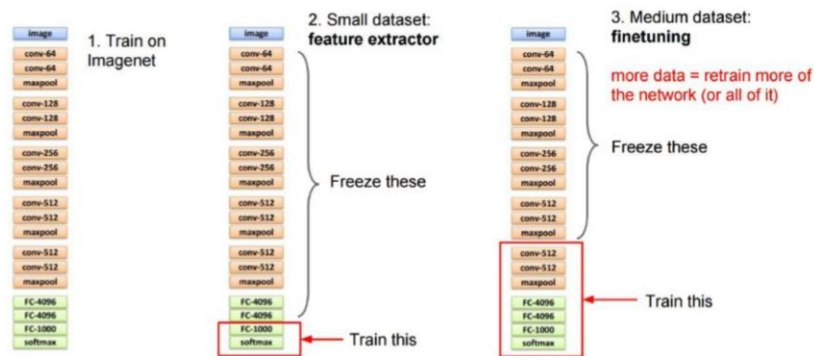 image
conv-64
conv-64
maxpool
conv-128
conv-128
maxpool
conv-256
conv-256
maxpool
conv-512
conv-512
maxpool
conv-512
conv-512
maxpool
FC-4096
FC-4096
FC-1000
softmax
1. Train on
Imagenet
image
conv-64
conv-64
maxpool
conv-128
conv-128
maxpool
conv-256
conv-256
maxpool
conv-512
conv-512
maxpool
conv-512
conv-512
maxpool
FC-4096
FC-4096
FC-1000
softmax
2. Small dataset:
feature extractor
Freeze these
Train this
image
conv-64
conv-64
maxpool
conv-128
conv-128
maxpool
conv-256
conv-256
maxpool
conv-512
conv-512
maxpool
conv-512
conv-512
maxpool
FC-4096
FC-4096
FC-1000
softmax
3. Medium dataset:
finetuning
more data = retrain more of
the network (or all of it)
Freeze these
Train this